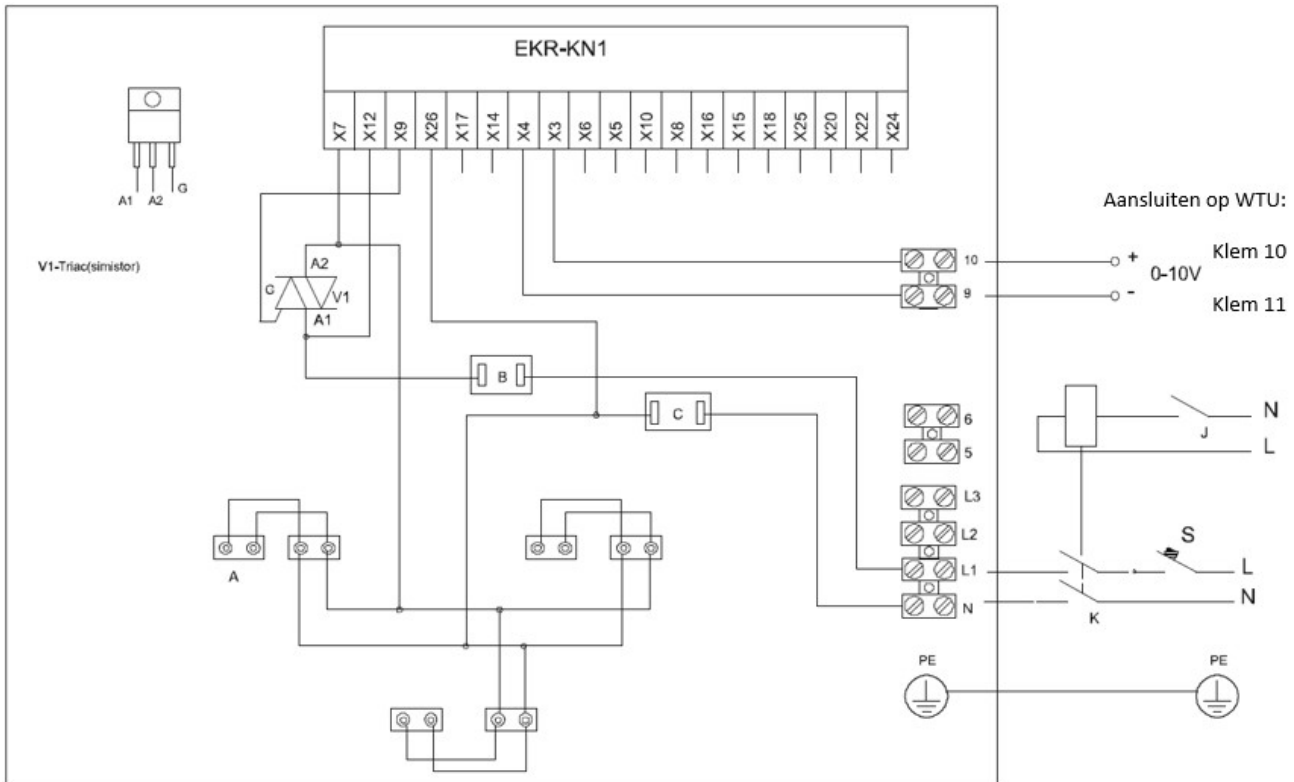 EKR-KN1
X7 X12 X9 X26 X17 X14 X4 X3 X6 X5 X10 X8 X16 X15 X18 X25 X20 X22 X24
A1 A2 G
V1-Triac(simistor)
A2
G V1
A1
Aansluiten op WTU:
10 + Klem 10
0-10V
9 - Klem 11
B
C
6
5
J N
L
L3
L2
S
L1 L
N N
K
A
PE PE